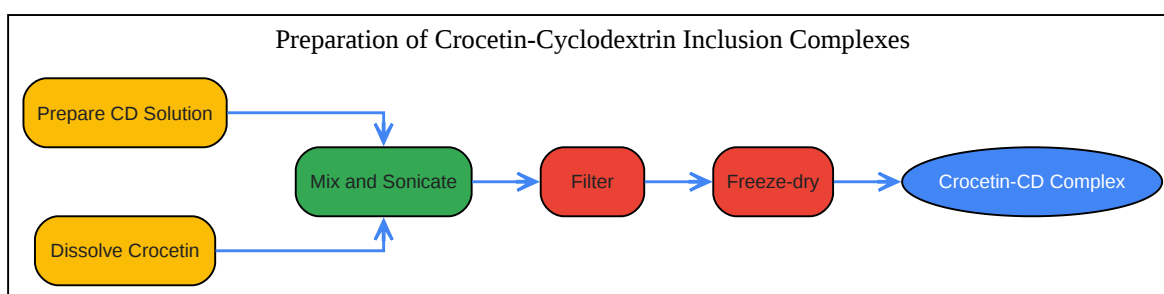 Preparation of Crocetin-Cyclodextrin Inclusion Complexes
Prepare CD Solution
Dissolve Crocetin
Mix and Sonicate
Filter
Freeze-dry
Crocetin-CD Complex